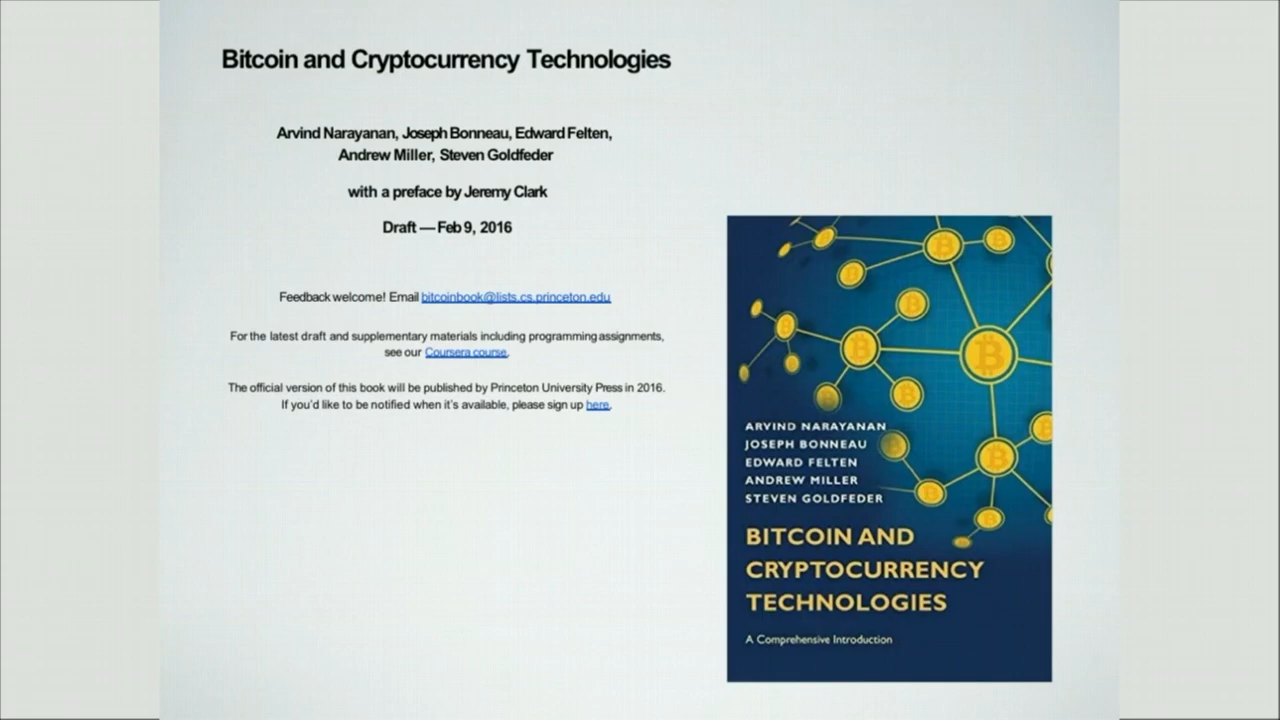 Bitcoin and Cryptocurrency Technologies
Arvind Narayanan, Joseph Bonneau, Edward Felten,
Andrew Miller, Steven Goldfeder
with a preface by Jeremy Clark
Draft — Feb 9, 2016
Feedback welcome! Email bitcoinbook@lists.cs.princeton.edu
For the latest draft and supplementary materials including programming assignments,
see our Coursera course.
The official version of this book will be published by Princeton University Press in 2016.
If you’d like to be notified when it’s available, please sign up here.
ARVIND NARAYANAN
JOSEPH BONNEAU
EDWARD FELTEN
ANDREW MILLER
STEVEN GOLDFEDER
BITCOIN AND
CRYPTOCURRENCY
TECHNOLOGIES
A Comprehensive Introduction